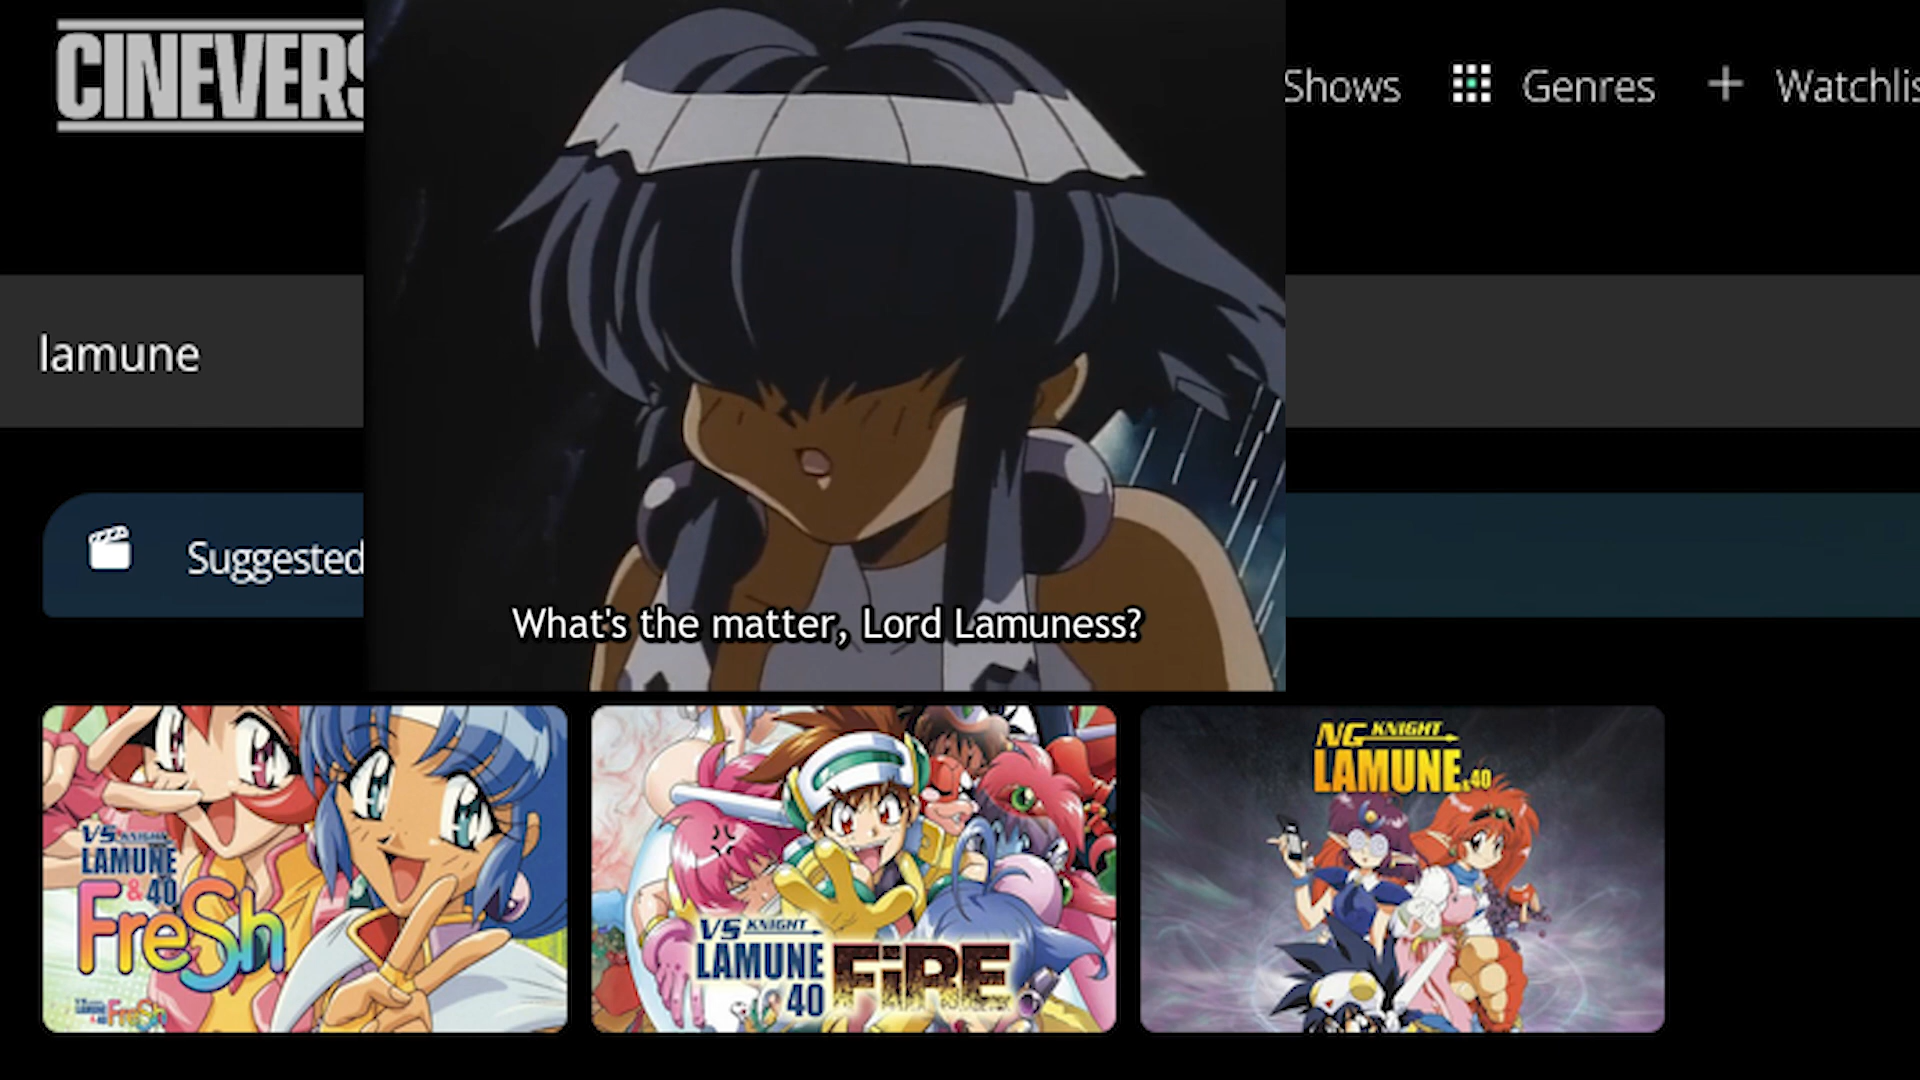 CINEVERS
Shows
Genres
Watchlis
lamune
Suggested
What's the matter, Lord Lamuness?
VS KNIGHT
LAMUNE
& 40
FreSh
VS KNIGHT
LAMUNE
40 FiRE
NG KNIGHT
LAMUNE & 40